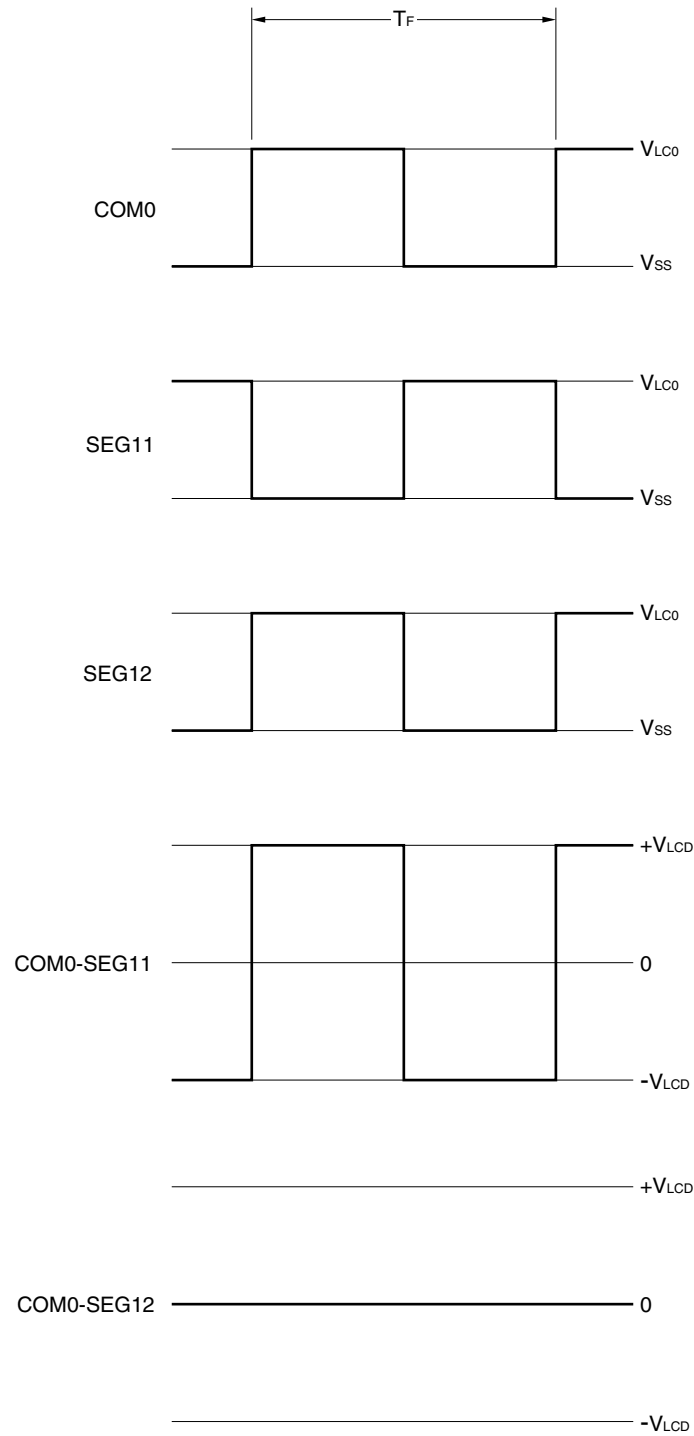 TF
VLC0
COM0
VSS
VLC0
SEG11
VSS
VLC0
SEG12
VSS
+VLCD
COM0-SEG11
0
-VLCD
+VLCD
COM0-SEG12
0
-VLCD